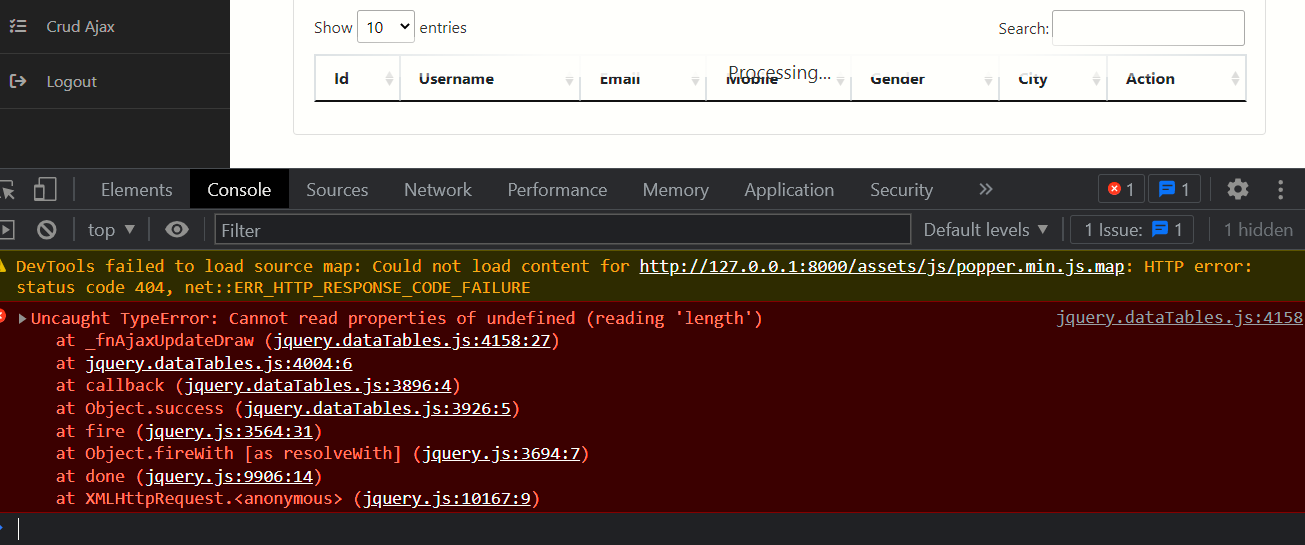 Crud Ajax
Logout
Show 10 entries
Search:
Id Username Email Mobile Gender City Action
Processing...
Elements Console Sources Network Performance Memory Application Security » 1 1
top ▼ Filter Default levels ▼ 1 Issue: 1 1 hidden
DevTools failed to load source map: Could not load content for http://127.0.0.1:8000/assets/js/popper.min.js.map: HTTP error:
status code 404, net::ERR_HTTP_RESPONSE_CODE_FAILURE
Uncaught TypeError: Cannot read properties of undefined (reading 'length') jquery.dataTables.js:4158
at _fnAjaxUpdateDraw (jquery.dataTables.js:4158:27)
at jquery.dataTables.js:4004:6
at callback (jquery.dataTables.js:3896:4)
at Object.success (jquery.dataTables.js:3926:5)
at fire (jquery.js:3564:31)
at Object.fireWith [as resolveWith] (jquery.js:3694:7)
at done (jquery.js:9906:14)
at XMLHttpRequest.<anonymous> (jquery.js:10167:9)